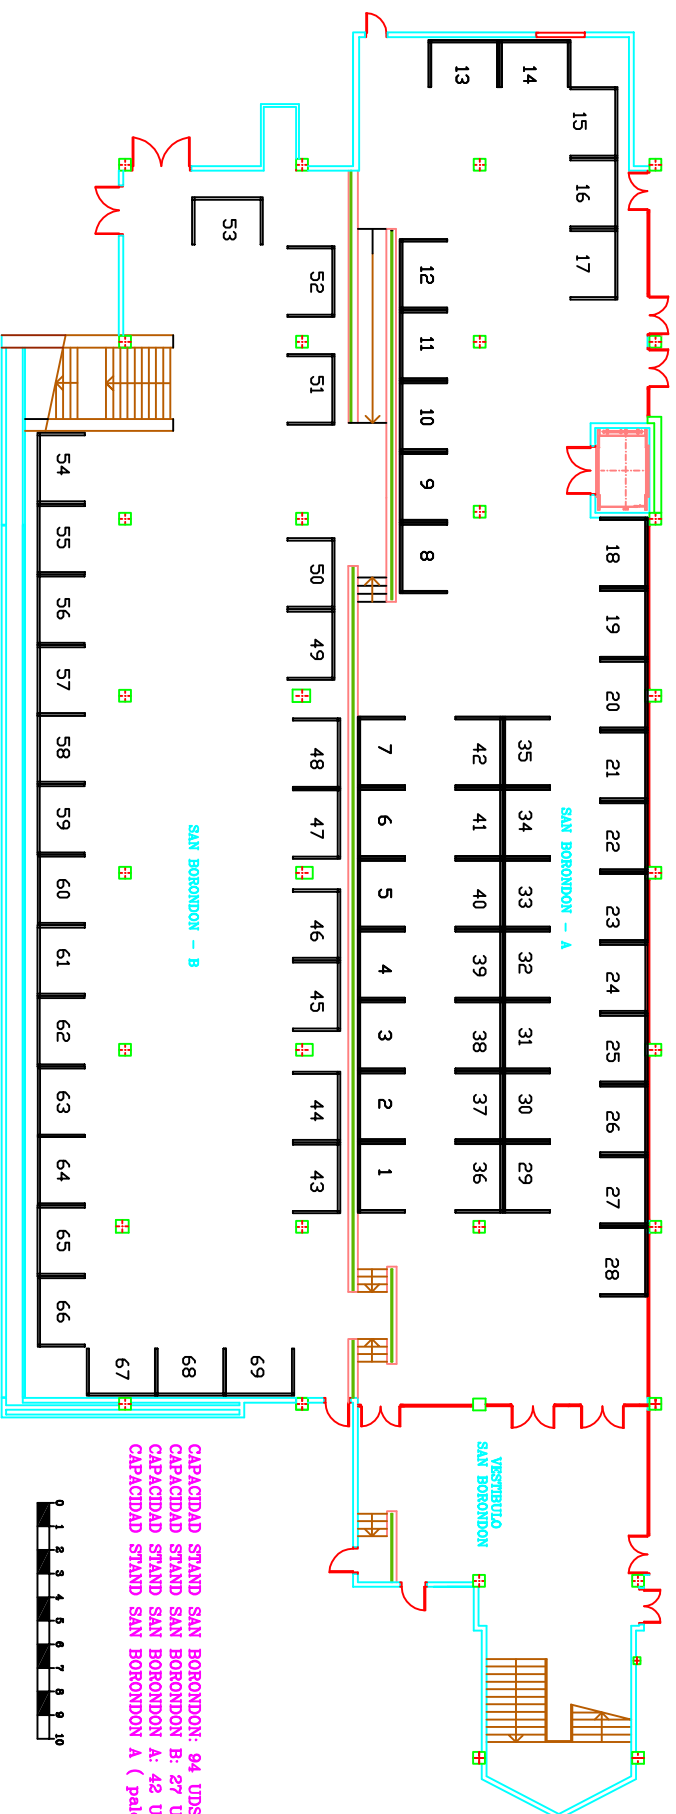 18 19 20 21 22 23 24 25 26 27 28
15 16 17
14
13
SAN BORONDON - A
35 34 33 32 31 30 29
42 41 40 39 38 37 36
VESTIBULO
SAN BORONDON
12 11 10 9 8
7 6 5 4 3 2 1
52 51 50 49 48 47 46 45 44 43
53
SAN BORONDON - B
69
68
67
54 55 56 57 58 59 60 61 62 63 64 65 66
CAPACIDAD STAND SAN BORONDON: 94 UDS
CAPACIDAD STAND SAN BORONDON B: 27 U
CAPACIDAD STAND SAN BORONDON A: 42 U
CAPACIDAD STAND SAN BORONDON A (
0 1 2 3 4 5 6 7 8 9 10